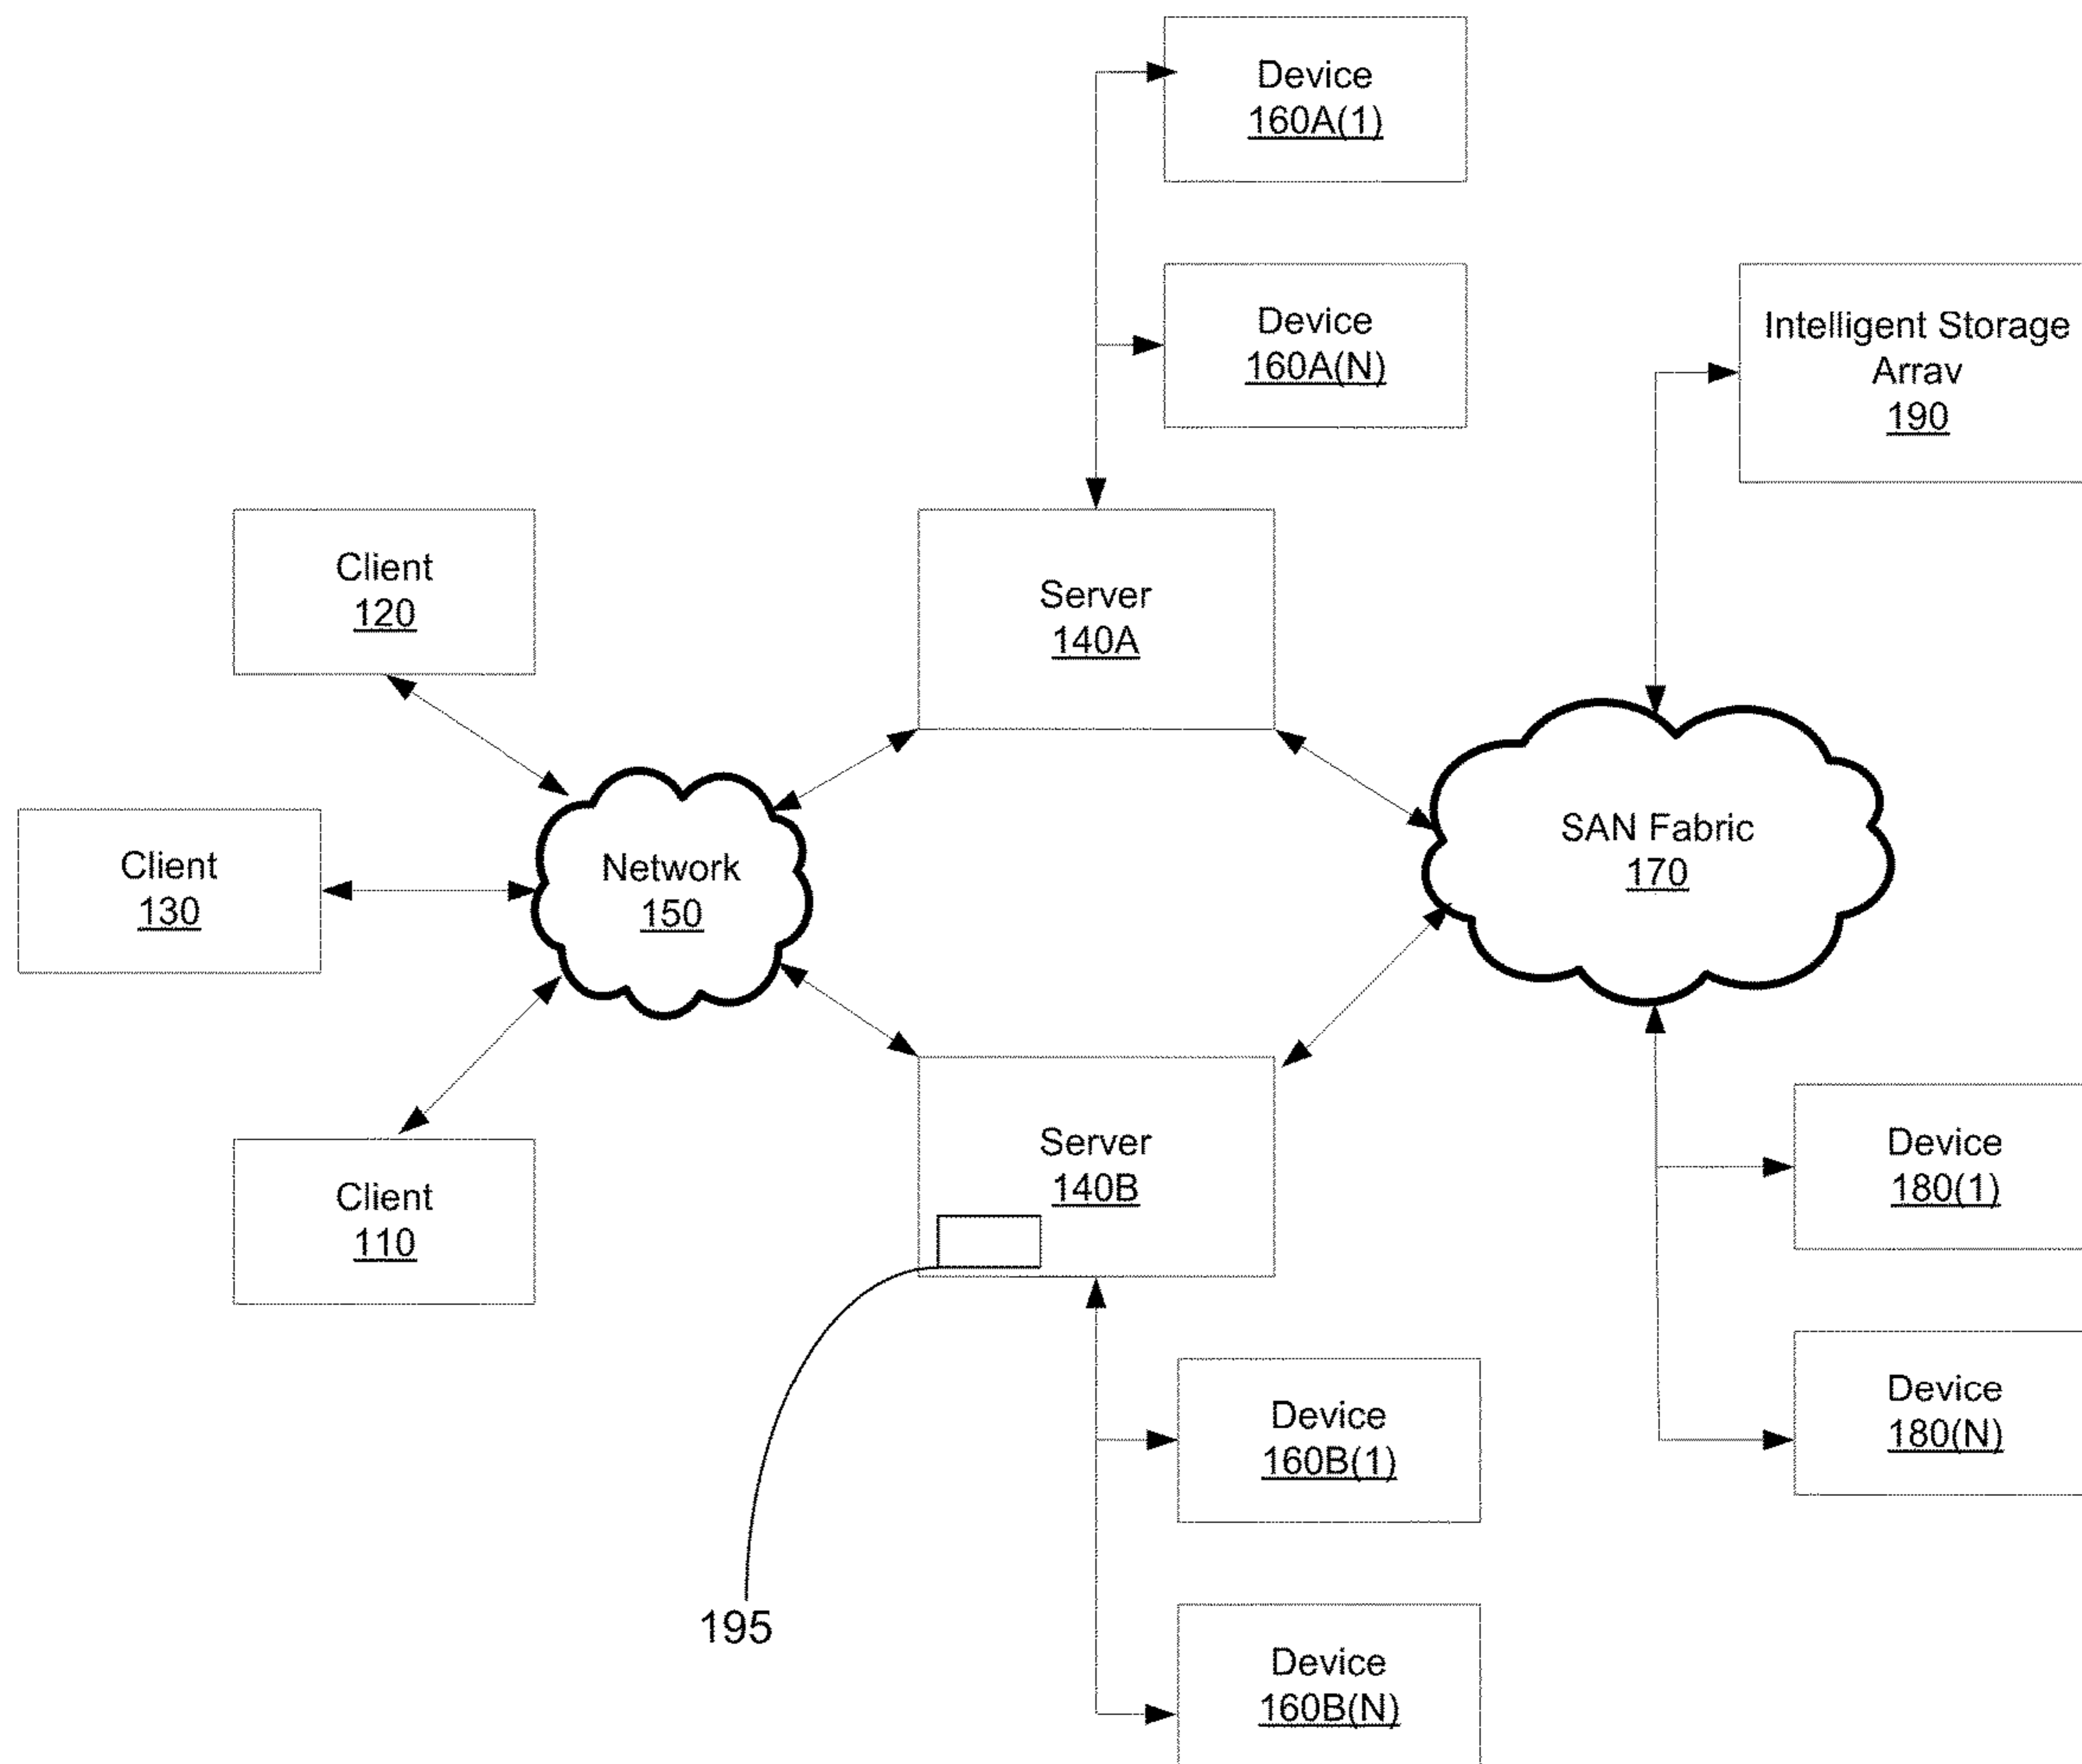 Device
160A(1)
Device
160A(N)
Intelligent Storage
Arrav
190
Client
120
Server
140A
SAN Fabric
170
Client
130
Network
150
Server
140B
Device
180(1)
Client
110
Device
180(N)
Device
160B(1)
195
Device
160B(N)